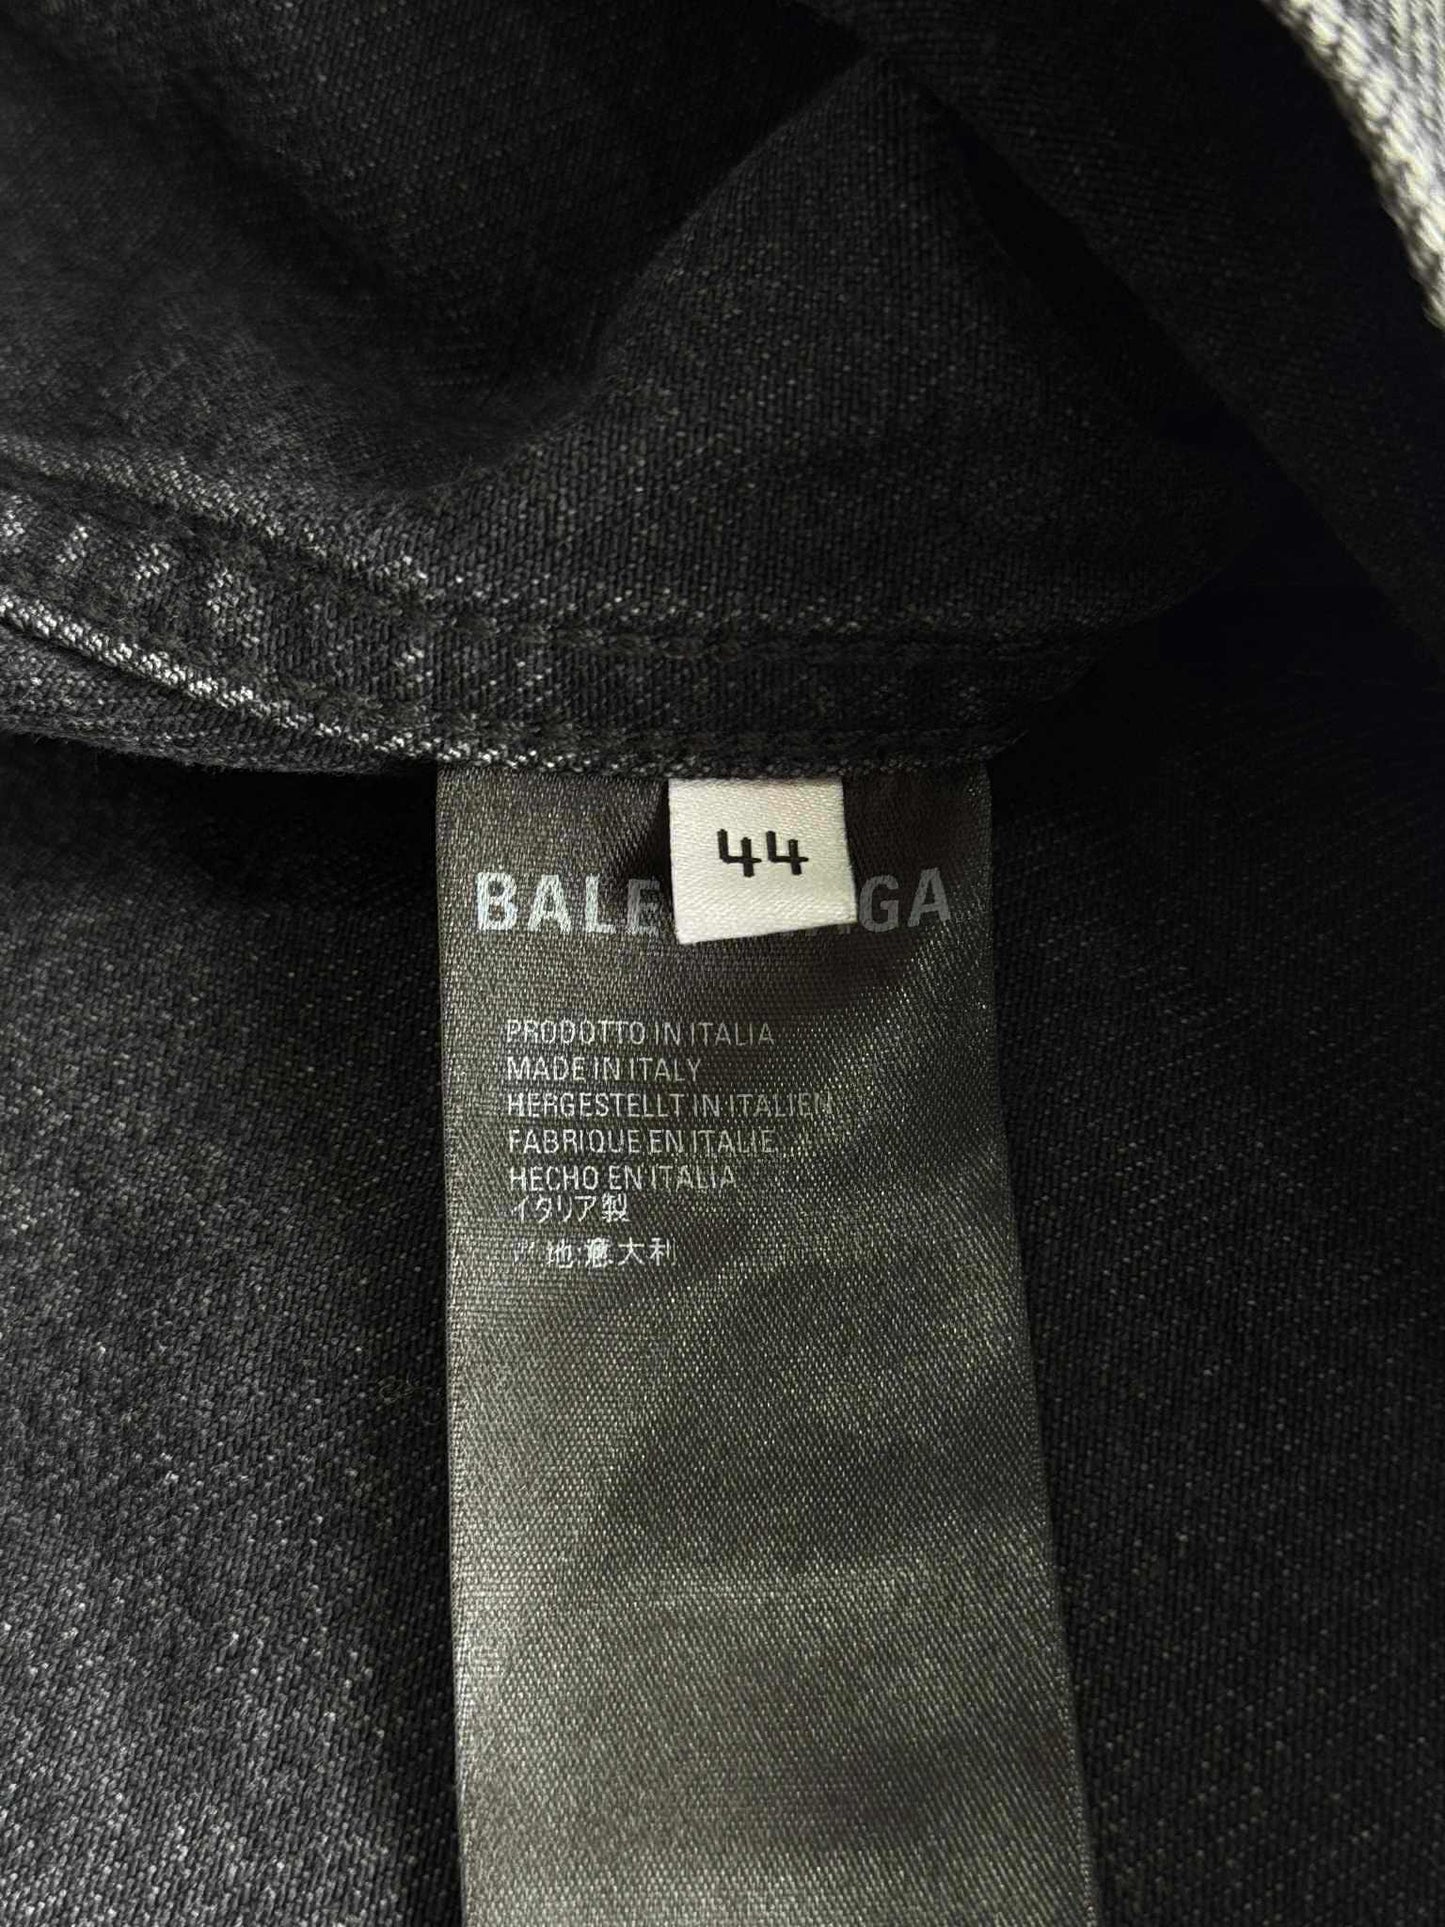 44
BALE GA
PRODOTTO IN ITALIA
MADE IN ITALY
HERGESTELLT IN ITALIEN
FABRIQUE EN ITALIE
HECHO EN ITALIA
イタリア製
地:意大利